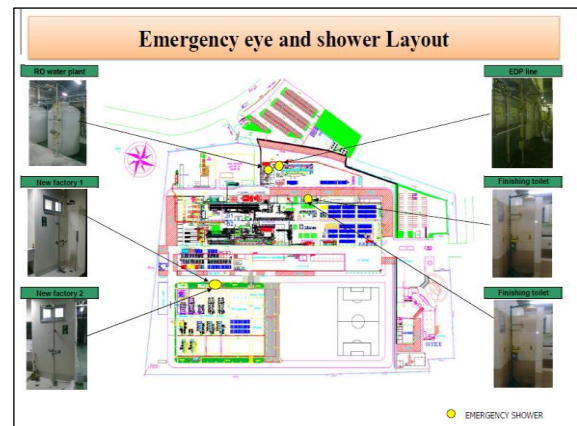 Emergency eye and shower Layout
RO water plant
EDP line
New factory 1
Finishing toilet
New factory 2
Finishing toilet
EMERGENCY SHOWER